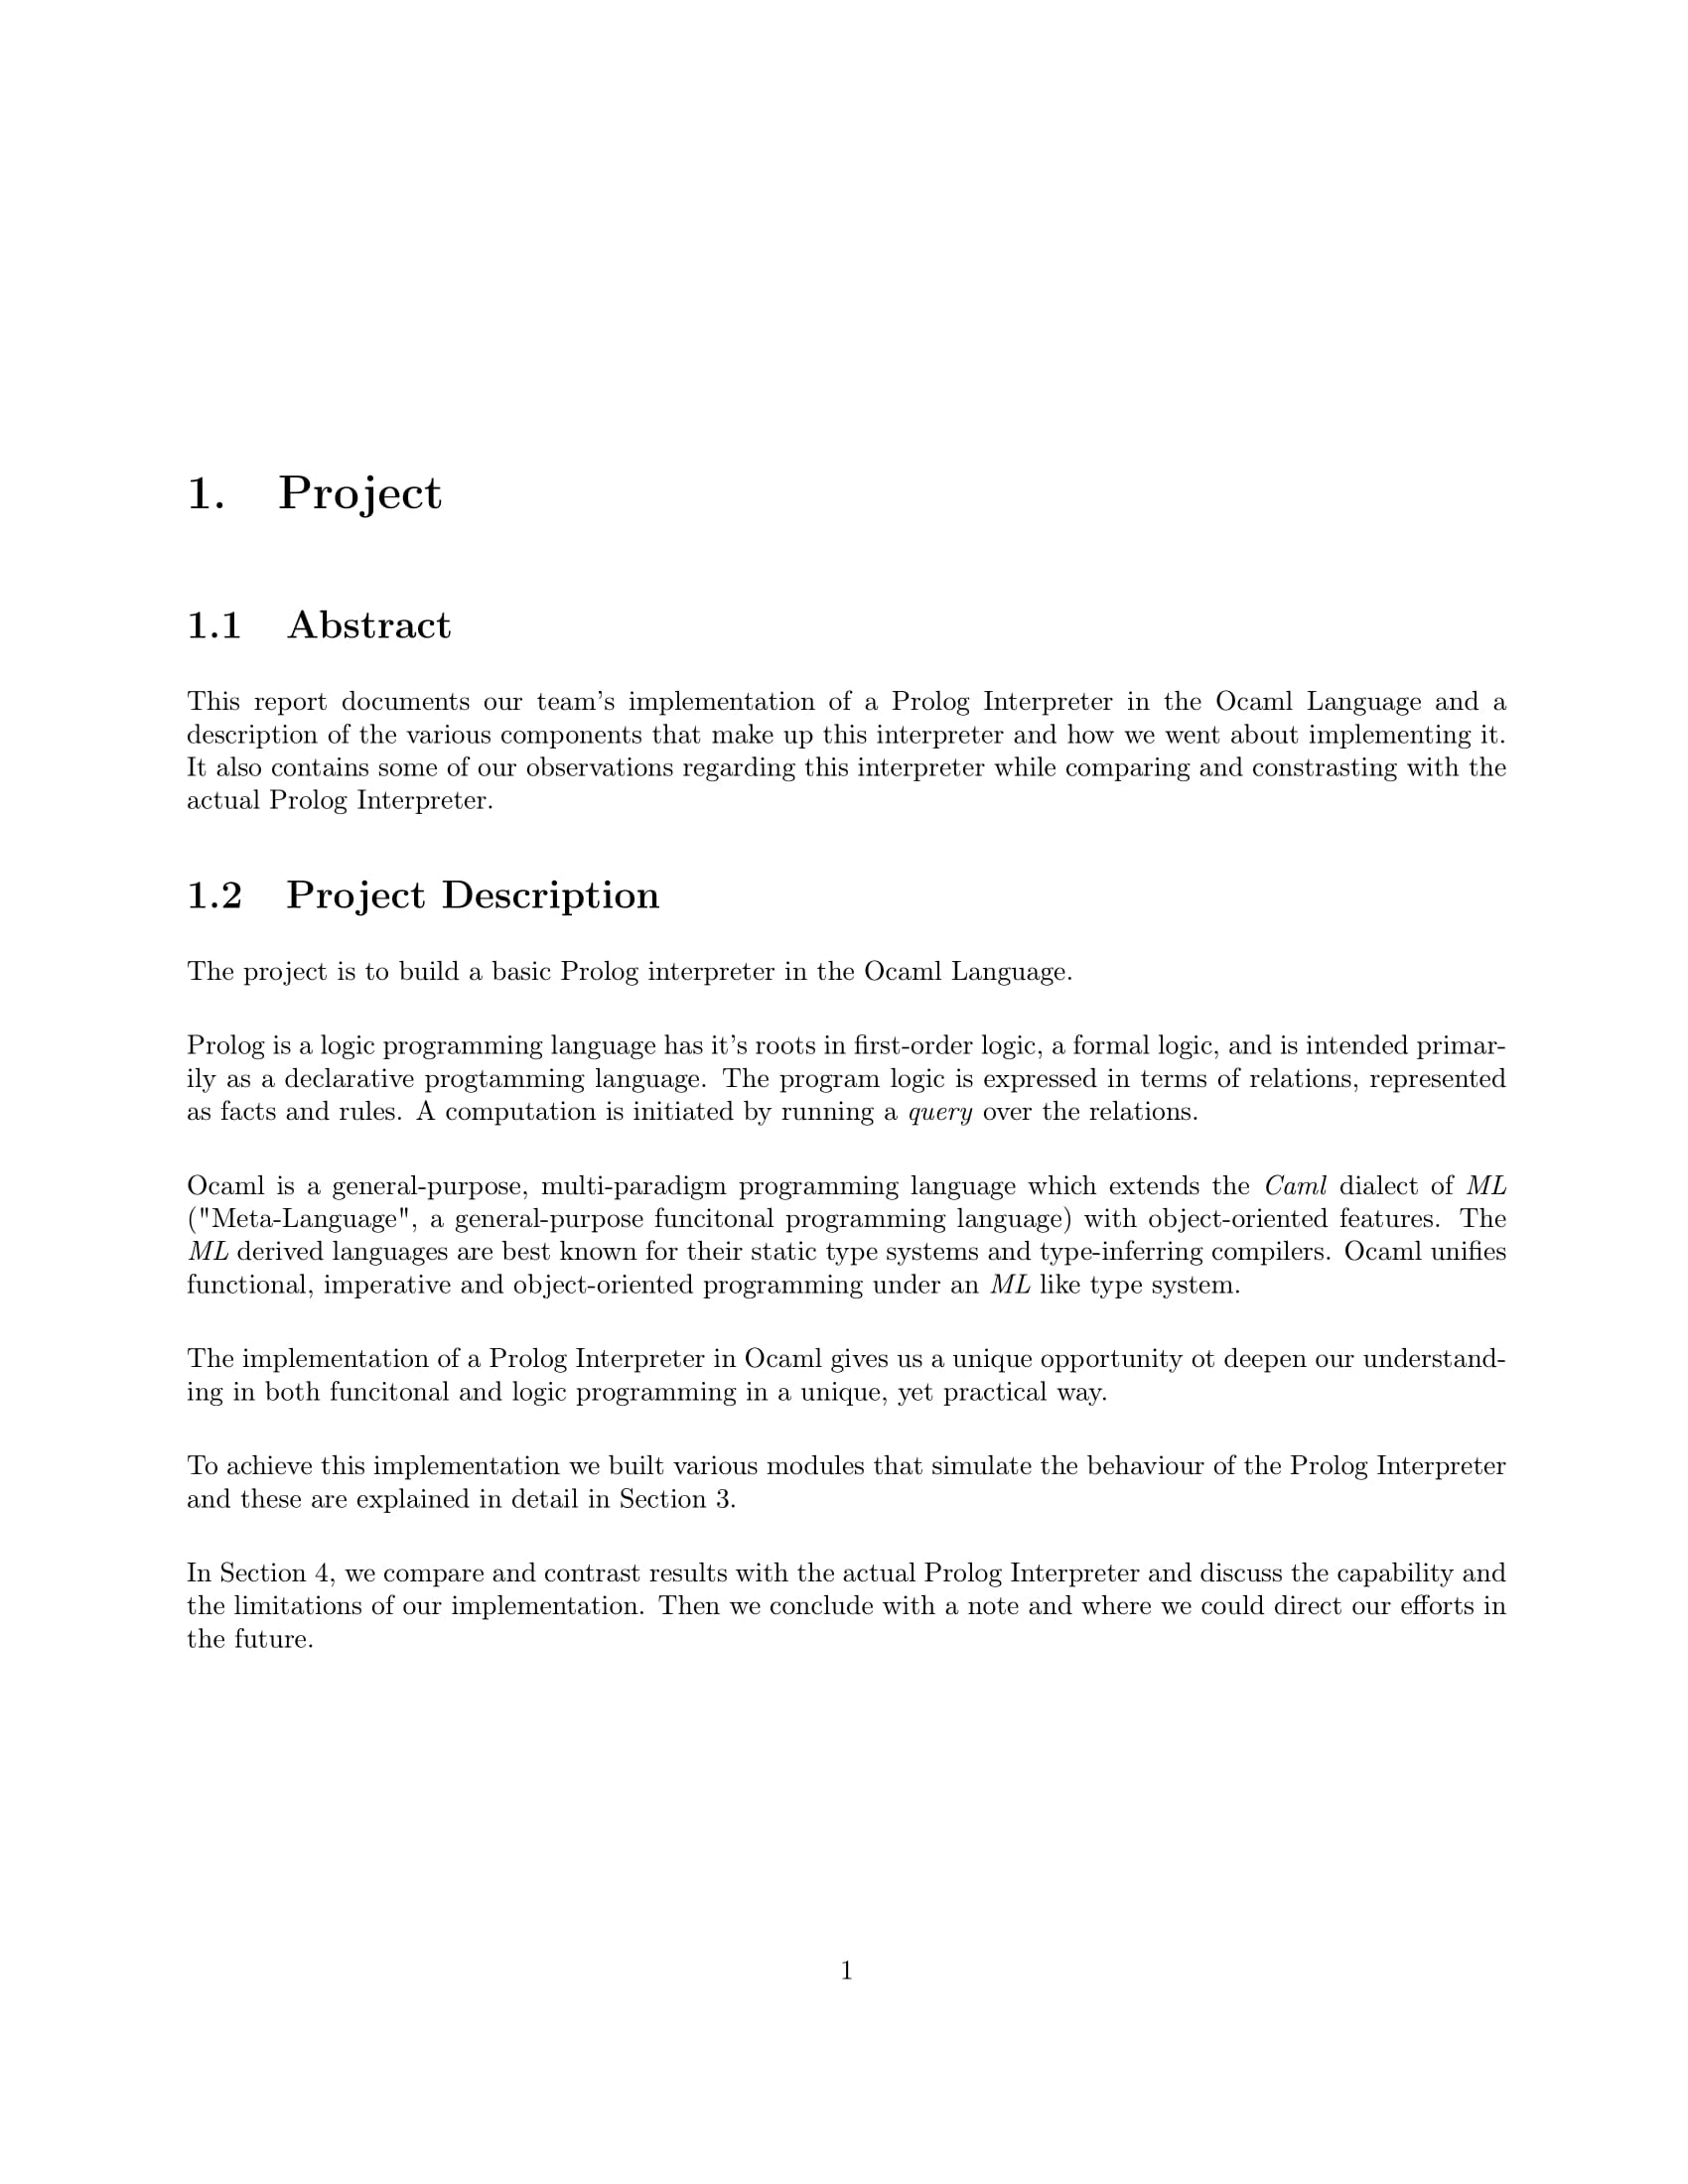 1. Project
1.1 Abstract
This report documents our team's implementation of a Prolog Interpreter in the Ocaml Language and a
description of the various components that make up this interpreter and how we went about implementing it.
It also contains some of our observations regarding this interpreter while comparing and constrasting with the
actual Prolog Interpreter.
1.2 Project Description
The project is to build a basic Prolog interpreter in the Ocaml Language.
Prolog is a logic programming language has it's roots in first-order logic, a formal logic, and is intended primar-
ily as a declarative progtamming language. The program logic is expressed in terms of relations, represented
as facts and rules. A computation is initiated by running a query over the relations.
Ocaml is a general-purpose, multi-paradigm programming language which extends the Caml dialect of ML
("Meta-Language", a general-purpose funcitonal programming language) with object-oriented features. The
ML derived languages are best known for their static type systems and type-inferring compilers. Ocaml unifies
functional, imperative and object-oriented programming under an ML like type system.
The implementation of a Prolog Interpreter in Ocaml gives us a unique opportunity ot deepen our understand-
ing in both funcitonal and logic programming in a unique, yet practical way.
To achieve this implementation we built various modules that simulate the behaviour of the Prolog Interpreter
and these are explained in detail in Section 3.
In Section 4, we compare and contrast results with the actual Prolog Interpreter and discuss the capability and
the limitations of our implementation. Then we conclude with a note and where we could direct our efforts in
the future.
1